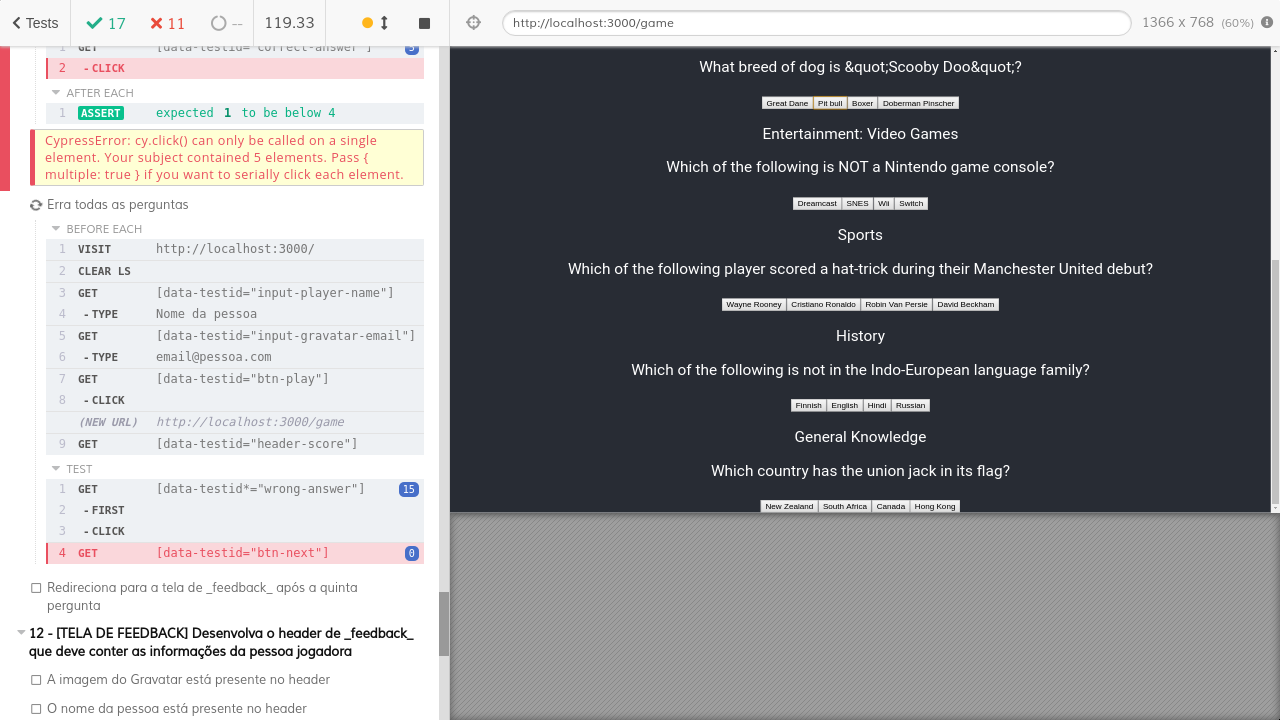 Tests
17
11
--
119.33
http://localhost:3000/game
1366 x 768 (60%)
1 GET [data-testid="correct-answer"] 5
2 -CLICK
AFTER EACH
1 ASSERT expected 1 to be below 4
CypressError: cy.click() can only be called on a single
element. Your subject contained 5 elements. Pass {
multiple: true } if you want to serially click each element.
Erra todas as perguntas
BEFORE EACH
1 VISIT http://localhost:3000/
2 CLEAR LS
3 GET [data-testid="input-player-name"]
4 -TYPE Nome da pessoa
5 GET [data-testid="input-gravatar-email"]
6 -TYPE email@pessoa.com
7 GET [data-testid="btn-play"]
8 -CLICK
(NEW URL) http://localhost:3000/game
9 GET [data-testid="header-score"]
TEST
1 GET [data-testid*="wrong-answer"] 15
2 -FIRST
3 -CLICK
4 GET [data-testid="btn-next"] 0
Redireciona para a tela de _feedback_ após a quinta
pergunta
12 - [TELA DE FEEDBACK] Desenvolva o header de _feedback_
que deve conter as informações da pessoa jogadora
A imagem do Gravatar está presente no header
O nome da pessoa está presente no header
What breed of dog is &quot;Scooby Doo&quot;?
Great Dane Pit bull Boxer Doberman Pinscher
Entertainment: Video Games
Which of the following is NOT a Nintendo game console?
Dreamcast SNES Wii Switch
Sports
Which of the following player scored a hat-trick during their Manchester United debut?
Wayne Rooney Cristiano Ronaldo Robin Van Persie David Beckham
History
Which of the following is not in the Indo-European language family?
Finnish English Hindi Russian
General Knowledge
Which country has the union jack in its flag?
New Zealand South Africa Canada Hong Kong